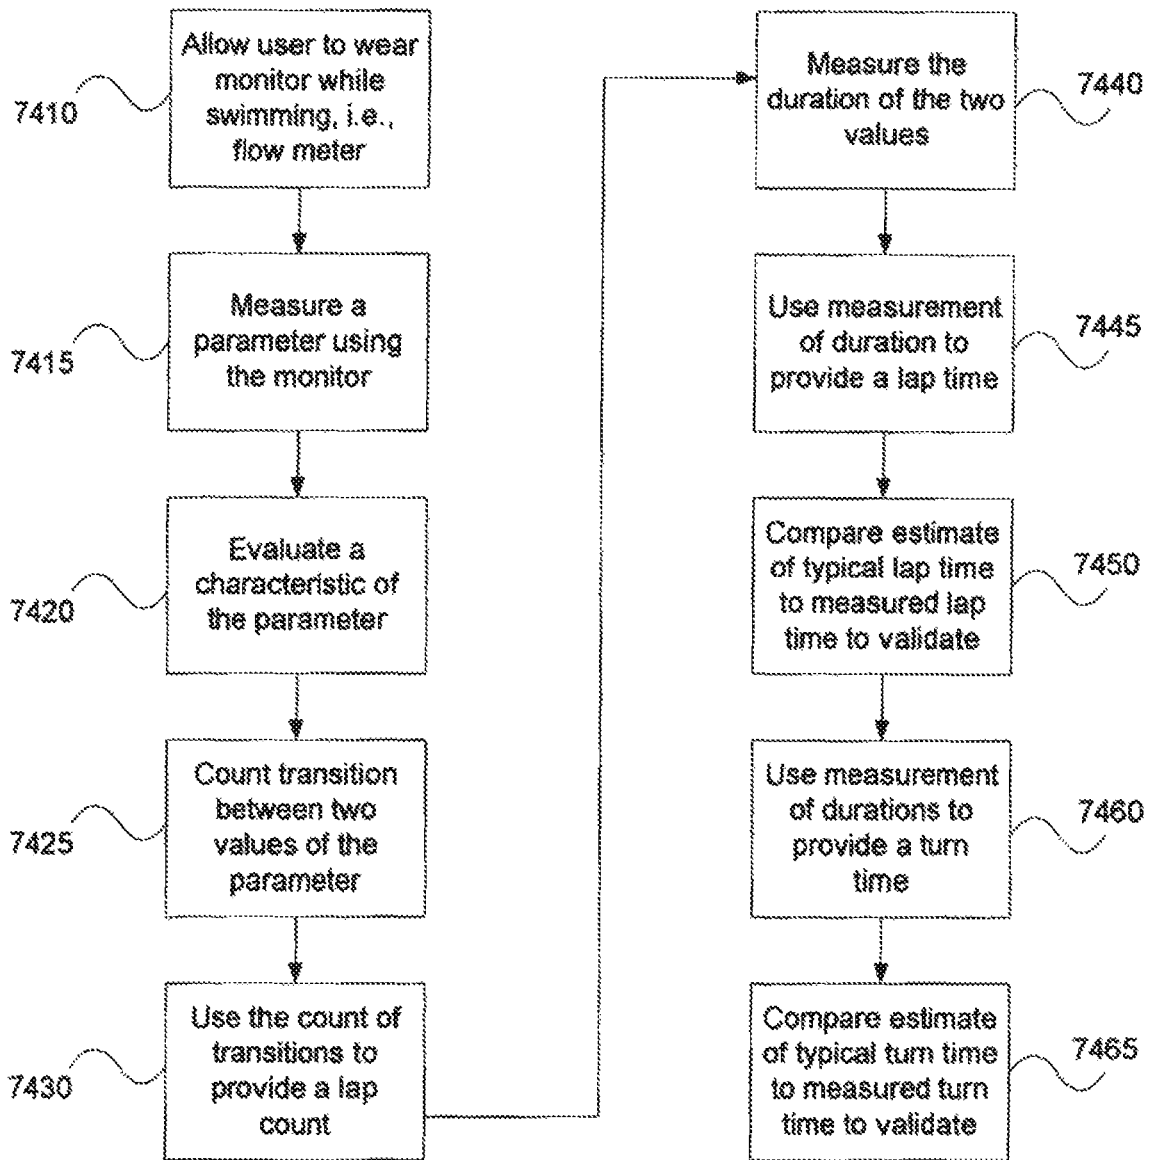 Allow user to wear
monitor while
swimming, i.e.,
flow meter
7410
Measure a
parameter using
the monitor
7415
Evaluate a
characteristic of
the parameter
7420
Count transition
between two
values of the
parameter
7425
Use the count of
transitions to
provide a lap
count
7430
Measure the
duration of the two
values
7440
Use measurement
of duration to
provide a lap time
7445
Compare estimate
of typical lap time
to measured lap
time to validate
7450
Use measurement
of durations to
provide a turn
time
7460
Compare estimate
of typical turn time
to measured turn
time to validate
7465